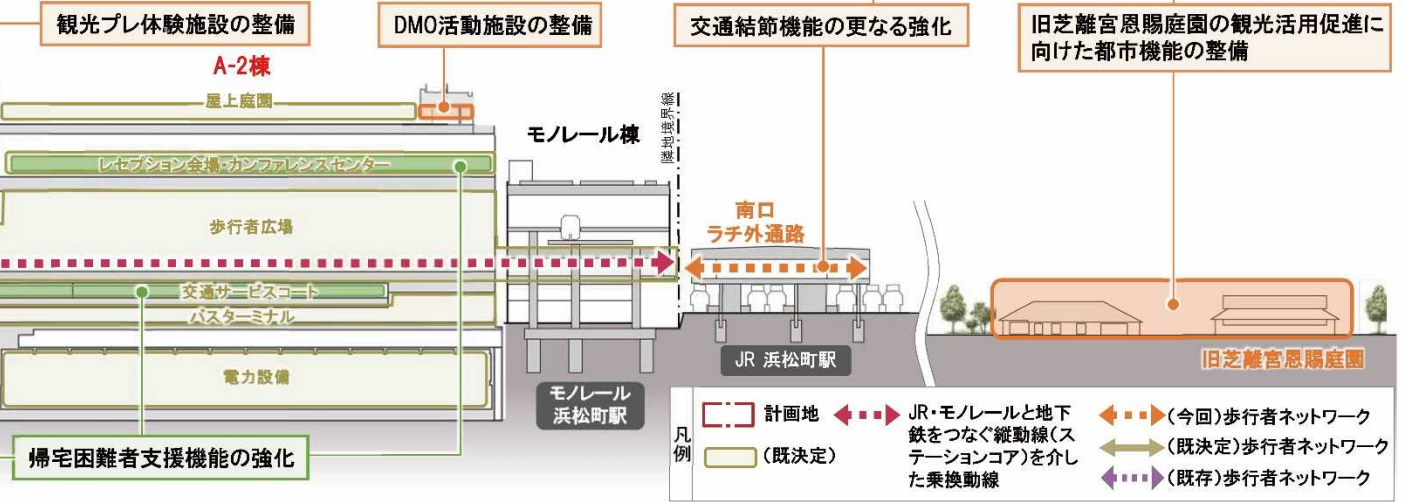 観光プレ体験施設の整備
DMO活動施設の整備
交通結節機能の更なる強化
旧芝離宮恩賜庭園の観光活用促進に
向けた都市機能の整備
A-2棟
屋上庭園
モノレール棟
隣地境界線
レセプション会場・カンファレンスセンター
歩行者広場
南口
ラチ外通路
交通サービスコート
バスターミナル
電力設備
JR 浜松町駅
モノレール
浜松町駅
旧芝離宮恩賜庭園
帰宅困難者支援機能の強化
凡例
計画地
(既決定)
JR・モノレールと地下
鉄をつなぐ縦動線(ス
テーションコア)を介し
た乗換動線
(今回)歩行者ネットワーク
(既決定)歩行者ネットワーク
(既存)歩行者ネットワーク